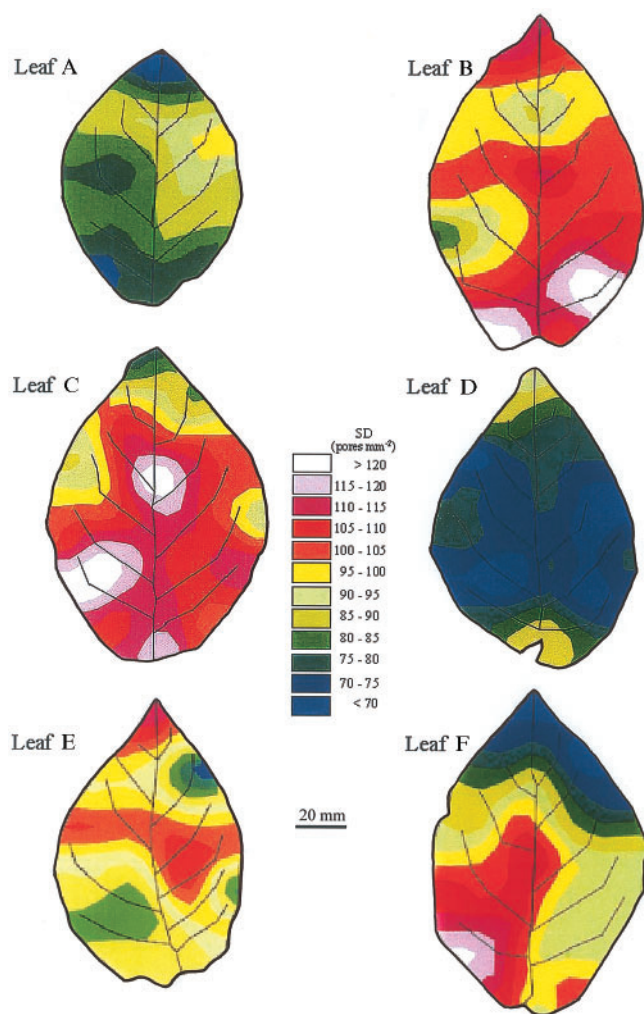 Leaf A
Leaf B
Leaf C
Leaf D
SD
(pores mm⁻²)
> 120
115 - 120
110 - 115
105 - 110
100 - 105
95 - 100
90 - 95
85 - 90
80 - 85
75 - 80
70 - 75
< 70
Leaf E
20 mm
Leaf F